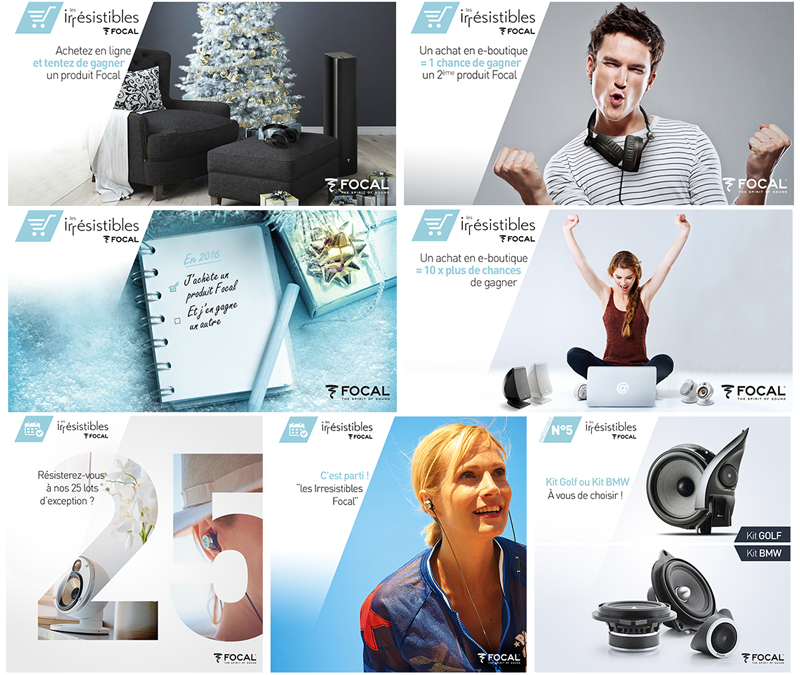 les
irrésistibles
FOCAL
Achetez en ligne
et tentez de gagner
un produit Focal
FOCAL®
THE SPIRIT OF SOUND
les
irrésistibles
FOCAL
Un achat en e-boutique
= 1 chance de gagner
un 2ème produit Focal
FOCAL®
THE SPIRIT OF SOUND
les
irrésistibles
FOCAL
En 2016
J'achète un
produit Focal
Et j'en gagne
un autre
FOCAL®
THE SPIRIT OF SOUND
les
irrésistibles
FOCAL
Un achat en e-boutique
= 10 x plus de chances
de gagner
@
FOCAL®
THE SPIRIT OF SOUND
les
irrésistibles
FOCAL
Résisterez-vous
à nos 25 lots
d'exception ?
25
FOCAL®
THE SPIRIT OF SOUND
les
irrésistibles
FOCAL
C'est parti !
"les Irresistibles
Focal"
FOCAL®
THE SPIRIT OF SOUND
N°5
les
irrésistibles
FOCAL
Kit Golf ou Kit BMW
À vous de choisir !
Kit GOLF
Kit BMW
FOCAL®
THE SPIRIT OF SOUND